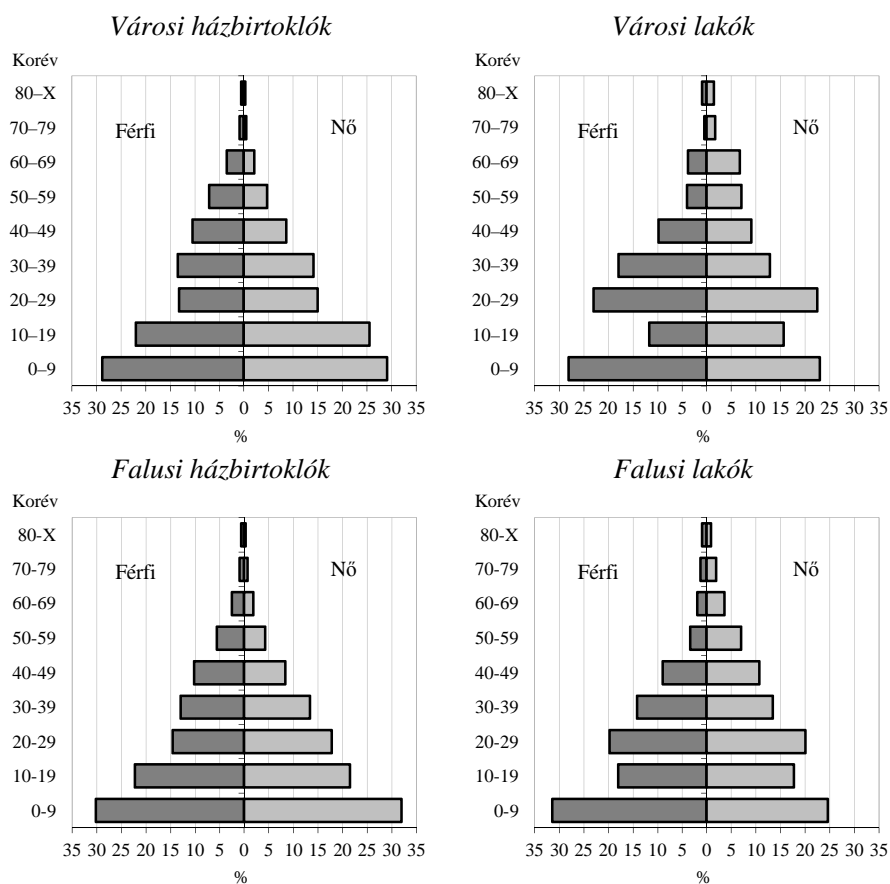 Városi házbirtoklók
Korév
80–X
70–79
60–69
50–59
40–49
30–39
20–29
10–19
0–9
Férfi
Nő
35 30 25 20 15 10 5 0 5 10 15 20 25 30 35
%
Városi lakók
Korév
80–X
70–79
60–69
50–59
40–49
30–39
20–29
10–19
0–9
Férfi
Nő
35 30 25 20 15 10 5 0 5 10 15 20 25 30 35
%
Falusi házbirtoklók
Korév
80-X
70-79
60-69
50-59
40-49
30-39
20-29
10-19
0-9
Férfi
Nő
35 30 25 20 15 10 5 0 5 10 15 20 25 30 35
%
Falusi lakók
Korév
80-X
70-79
60-69
50-59
40-49
30-39
20-29
10-19
0-9
Férfi
Nő
35 30 25 20 15 10 5 0 5 10 15 20 25 30 35
%